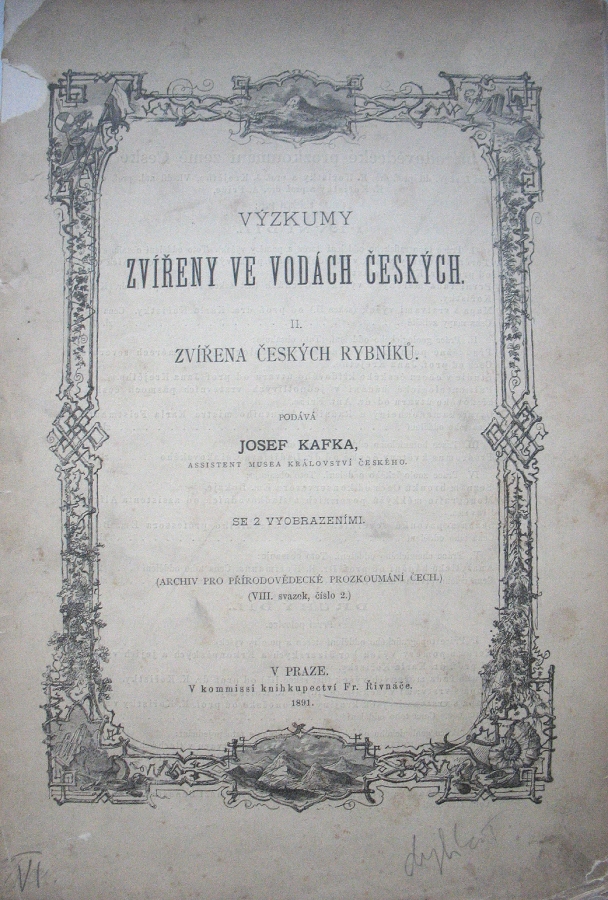 VÝZKUMY
ZVÍŘENY VE VODÁCH ČESKÝCH.
II.
ZVÍŘENA ČESKÝCH RYBNÍKŮ.
PODÁVÁ
JOSEF KAFKA,
ASSISTENT MUSEA KRÁLOVSTVÍ ČESKÉHO.
SE 2 VYOBRAZENÍMI.
(ARCHIV PRO PŘÍRODOVĚDECKÉ PROZKOUMÁNÍ ČECH.)
(VIII. svazek, číslo 2.)
V PRAZE.
V kommissí knihkupectví Fr. Řivnáče.
1891.
VI.